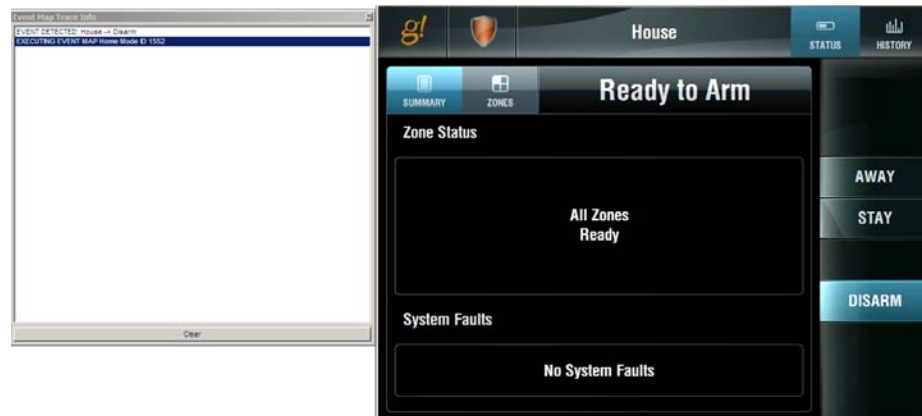 Event Map Trace Info
EVENT DETECTED: House -> Disarm
EXECUTING EVENT MAP Home Mode ID 1552
Clear
g!
House
STATUS
HISTORY
SUMMARY
ZONES
Ready to Arm
Zone Status
All Zones
Ready
System Faults
No System Faults
AWAY
STAY
DISARM